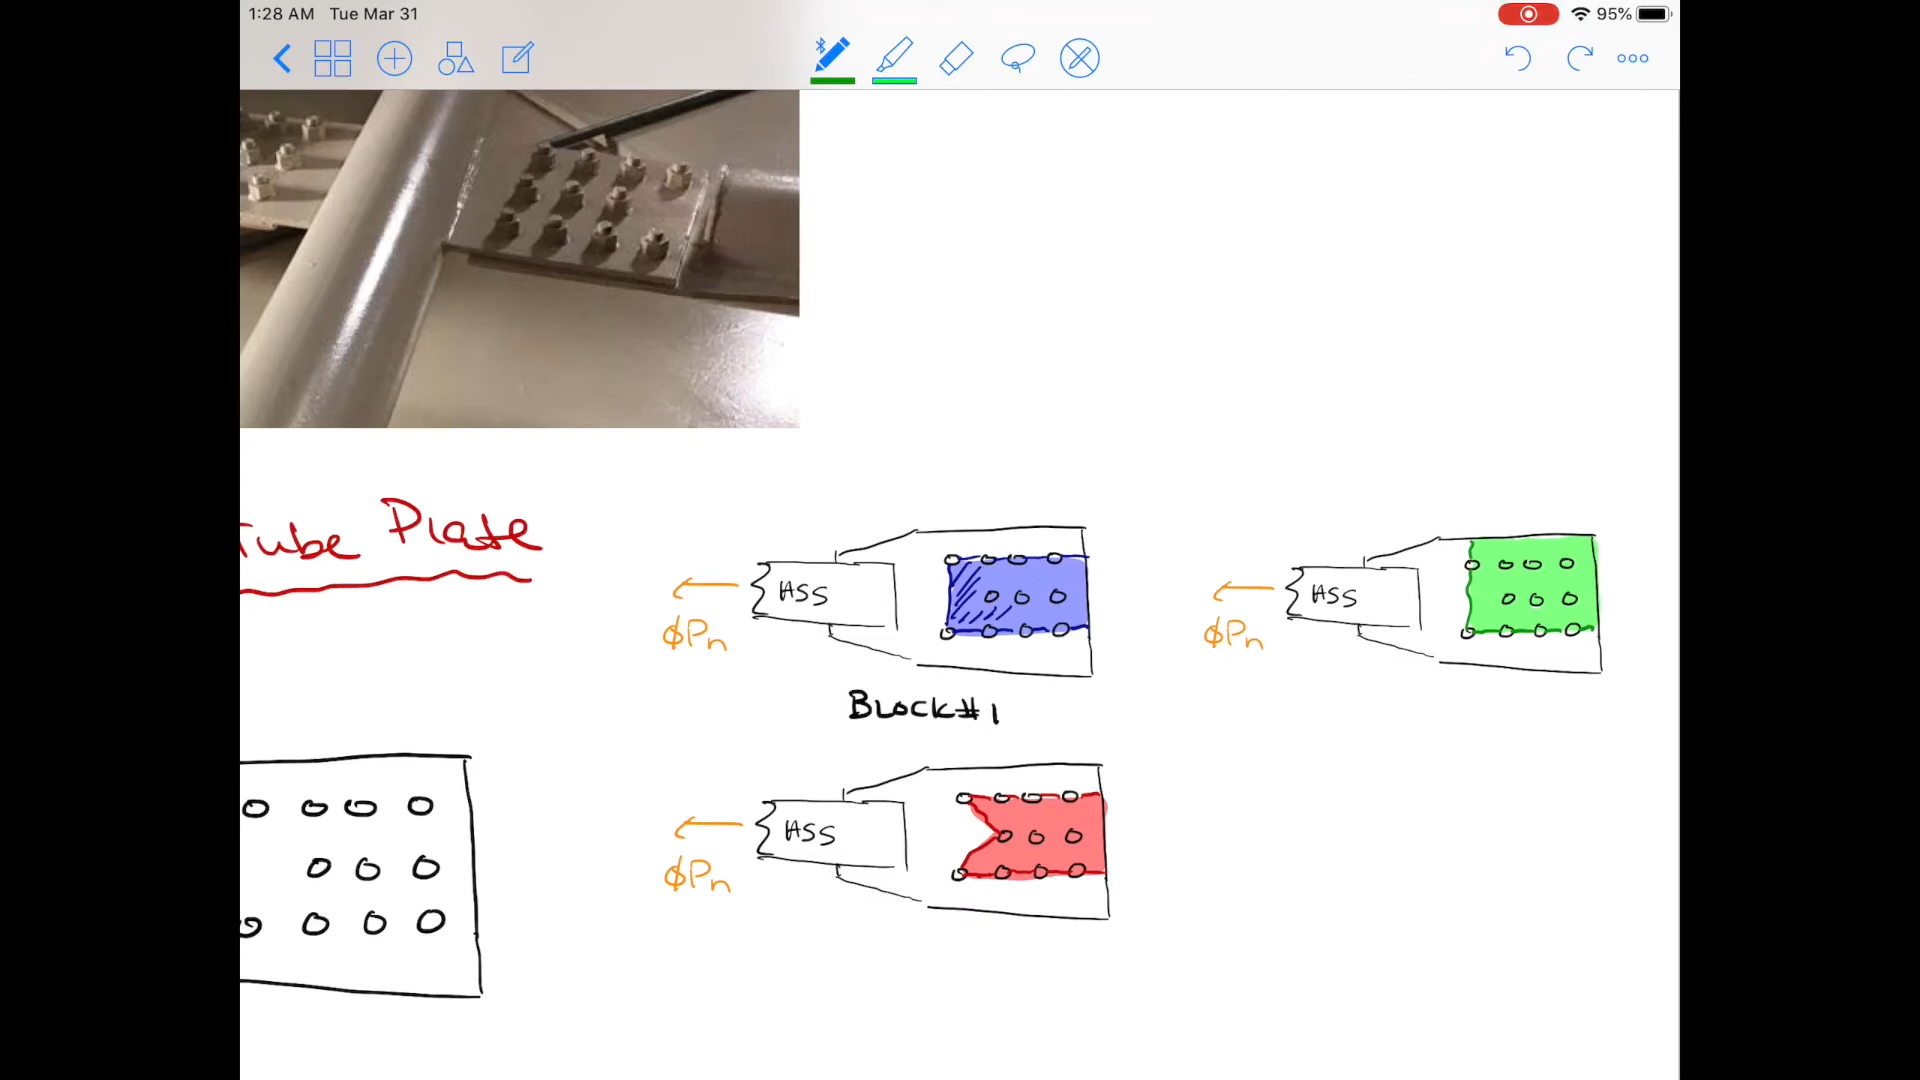 1:28 AM Tue Mar 31
95%
Tube Plate
HSS
ϕPn
HSS
ϕPn
Block#1
HSS
ϕPn